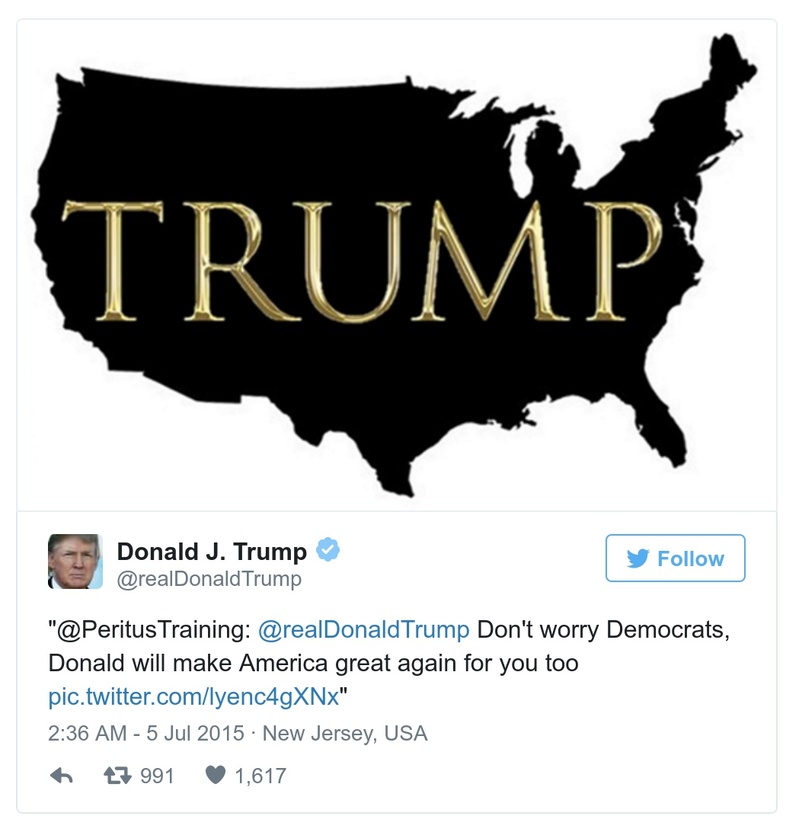 TRUMP
Donald J. Trump
@realDonaldTrump
Follow
"@PeritusTraining: @realDonaldTrump Don't worry Democrats,
Donald will make America great again for you too
pic.twitter.com/lyenc4gXNx"
2:36 AM - 5 Jul 2015 · New Jersey, USA
991 1,617